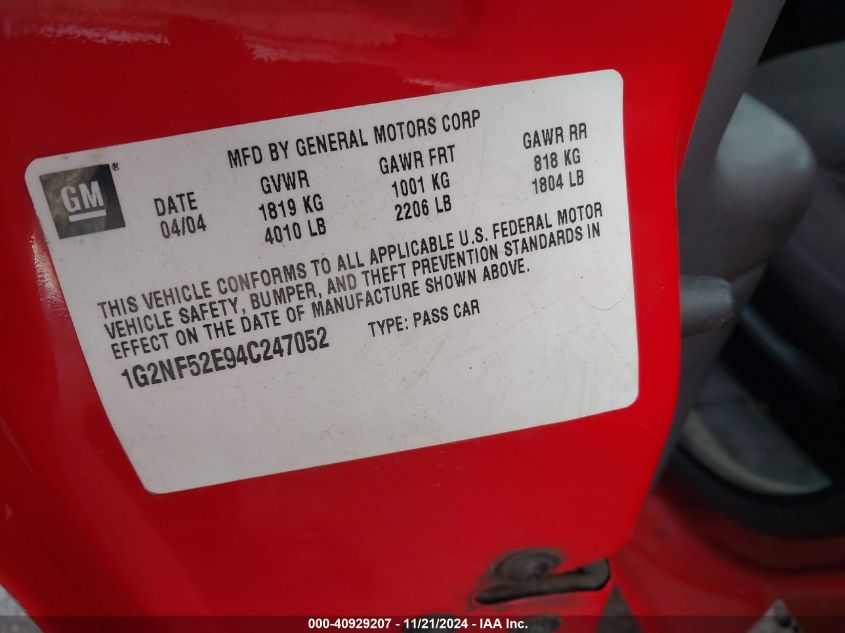 GM®
MFD BY GENERAL MOTORS CORP
DATE GVWR GAWR FRT GAWR RR
04/04 1819 KG 1001 KG 818 KG
4010 LB 2206 LB 1804 LB
THIS VEHICLE CONFORMS TO ALL APPLICABLE U.S. FEDERAL MOTOR
VEHICLE SAFETY, BUMPER, AND THEFT PREVENTION STANDARDS IN
EFFECT ON THE DATE OF MANUFACTURE SHOWN ABOVE.
1G2NF52E94C247052 TYPE: PASS CAR
000-40929207 - 11/21/2024 - IAA Inc.